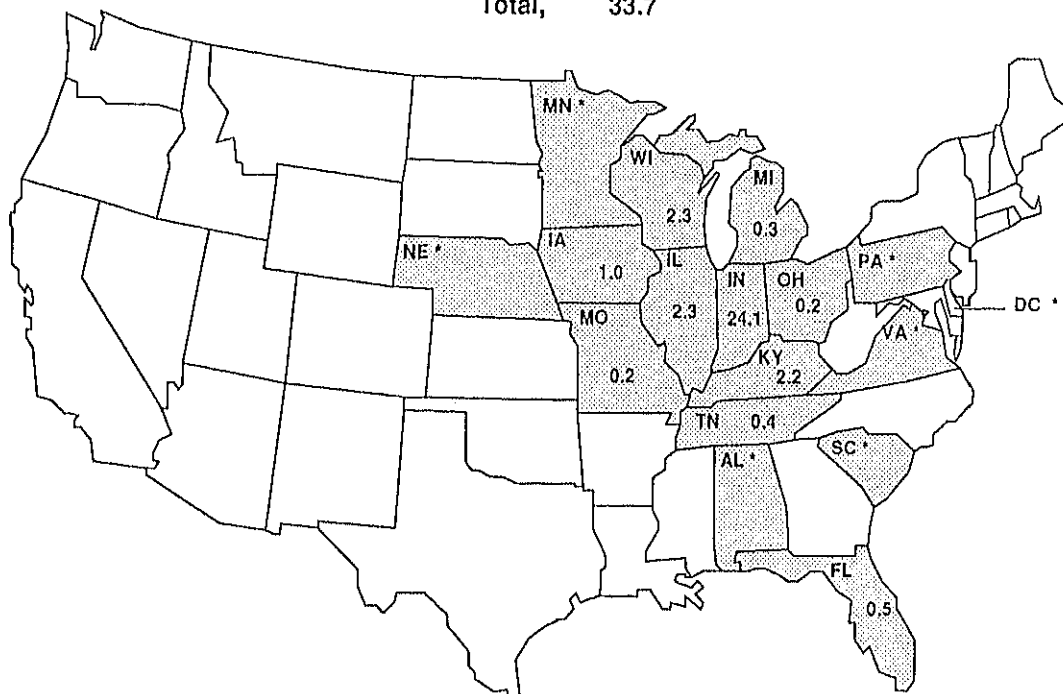 Total, 33.7
MN *
WI
2.3
MI
0.3
NE *
IA
1.0
IL
2.3
IN
24.1
OH
0.2
PA *
DC *
VA *
MO
0.2
KY
2.2
TN 0.4
AL *
SC *
FL
0.5